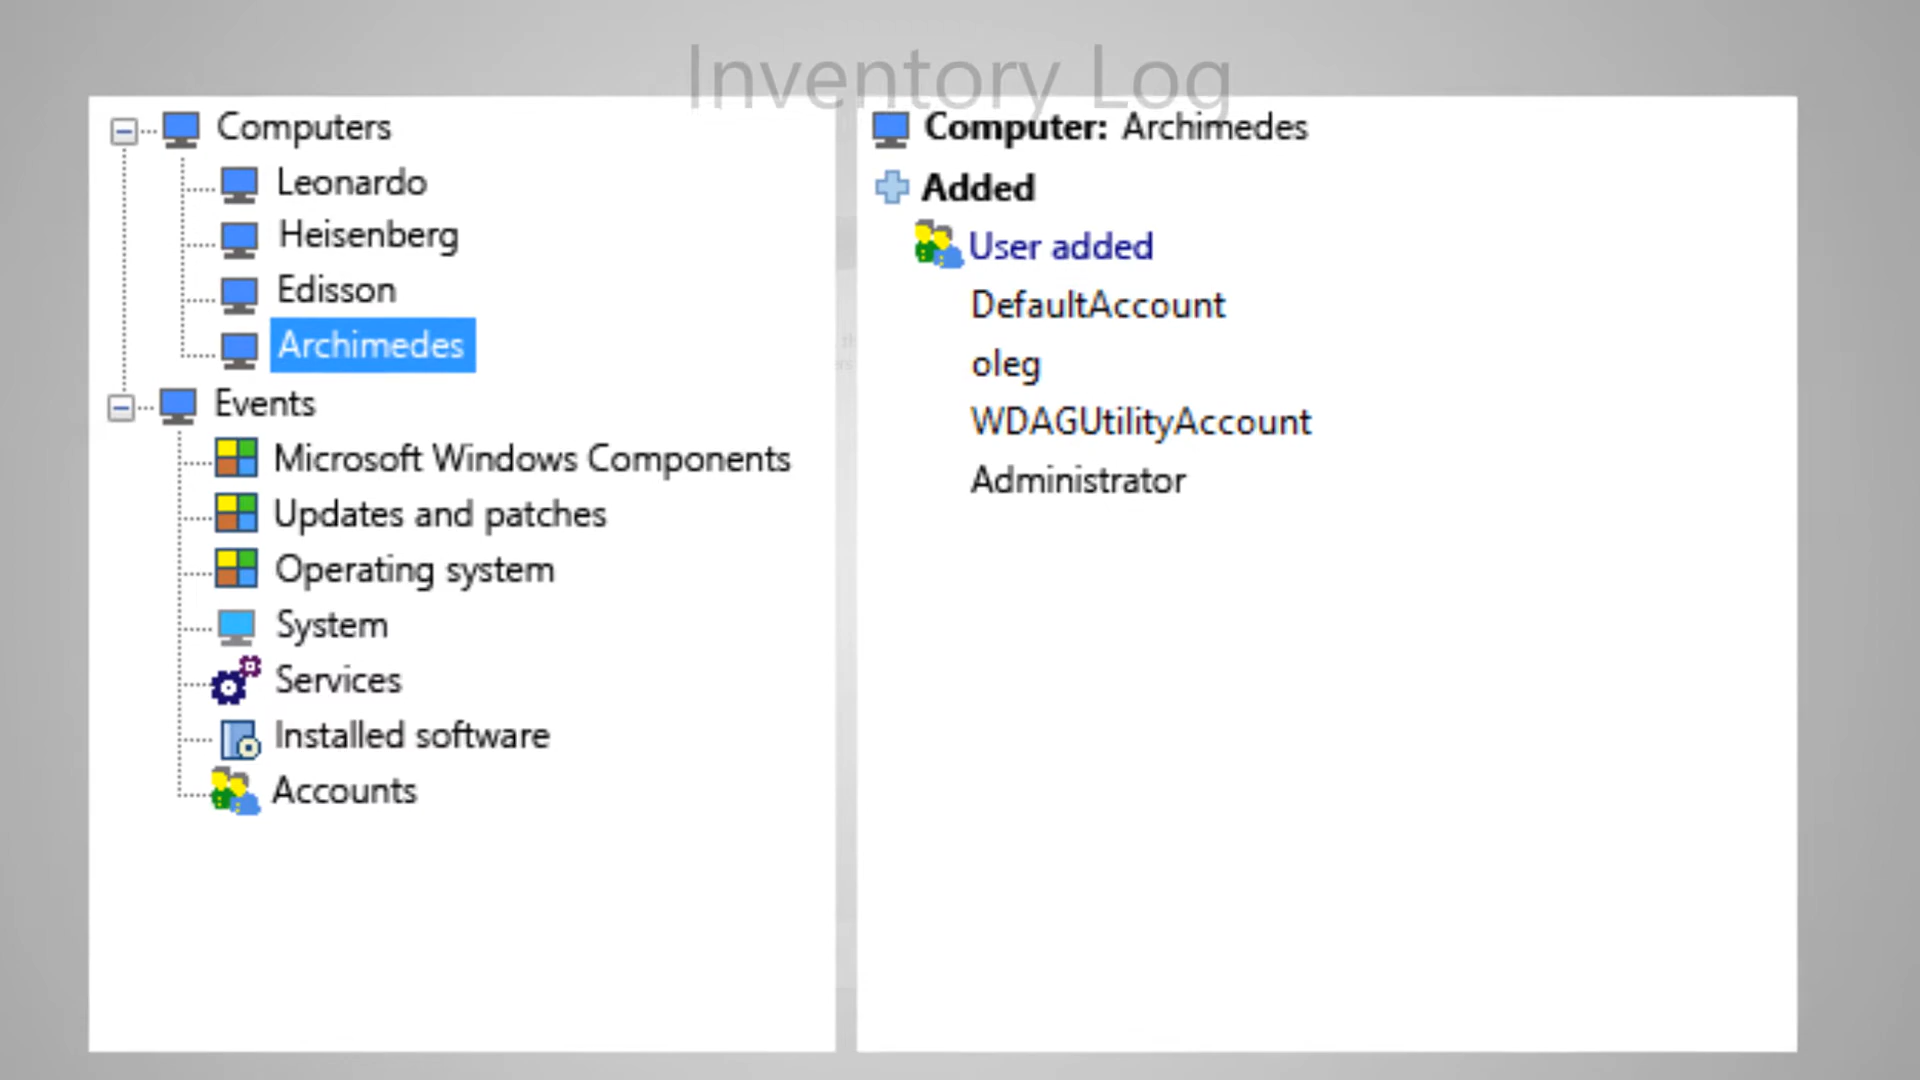 Inventory Log
Computers
Leonardo
Heisenberg
Edisson
Archimedes
Events
Microsoft Windows Components
Updates and patches
Operating system
System
Services
Installed software
Accounts
Computer: Archimedes
Added
User added
DefaultAccount
oleg
WDAGUtilityAccount
Administrator